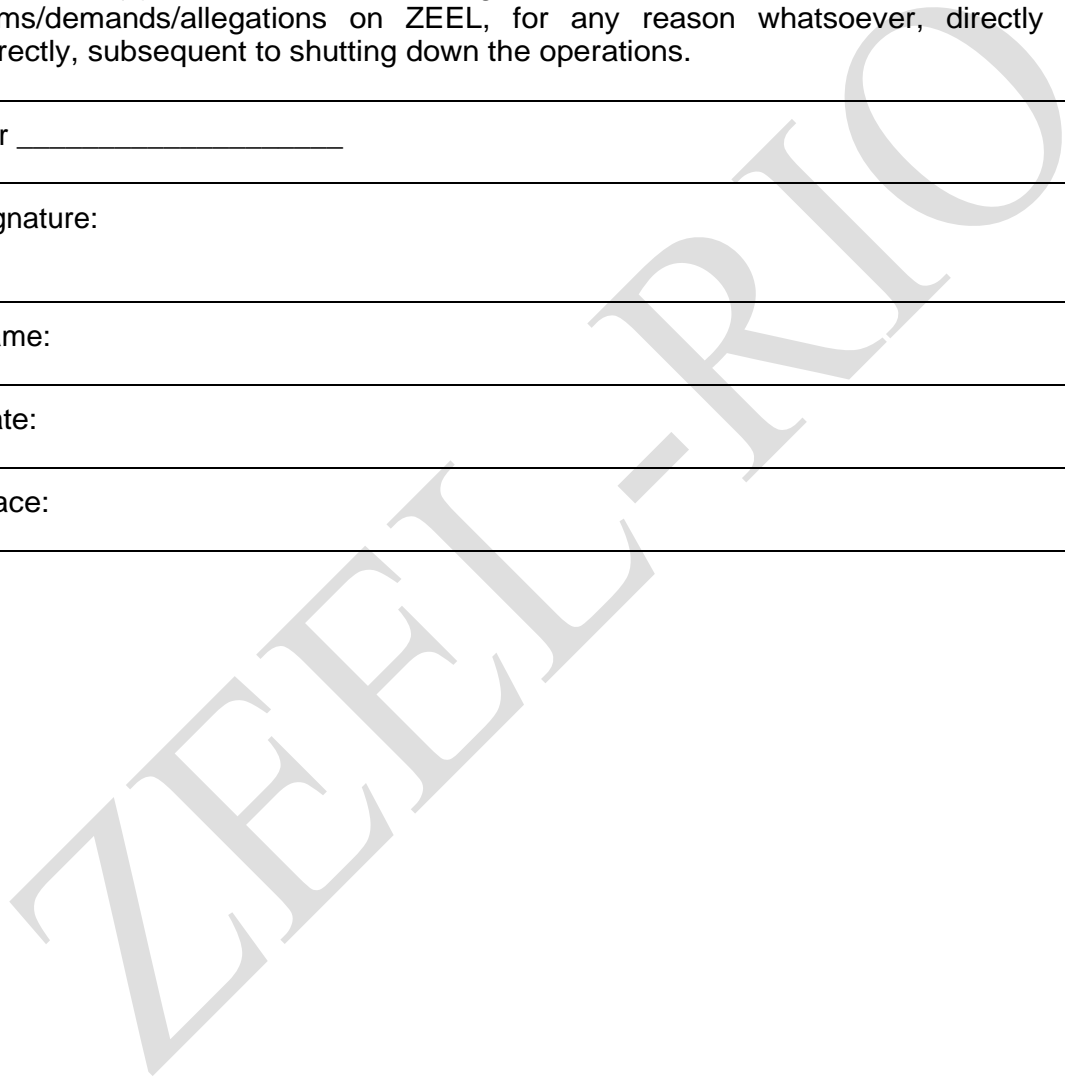 ms/demands/allegations on ZEEL, for any reason whatsoever, directly
rectly, subsequent to shutting down the operations.
r ____________________
gnature:
me:
ate:
ace:
ZEEL-RIO